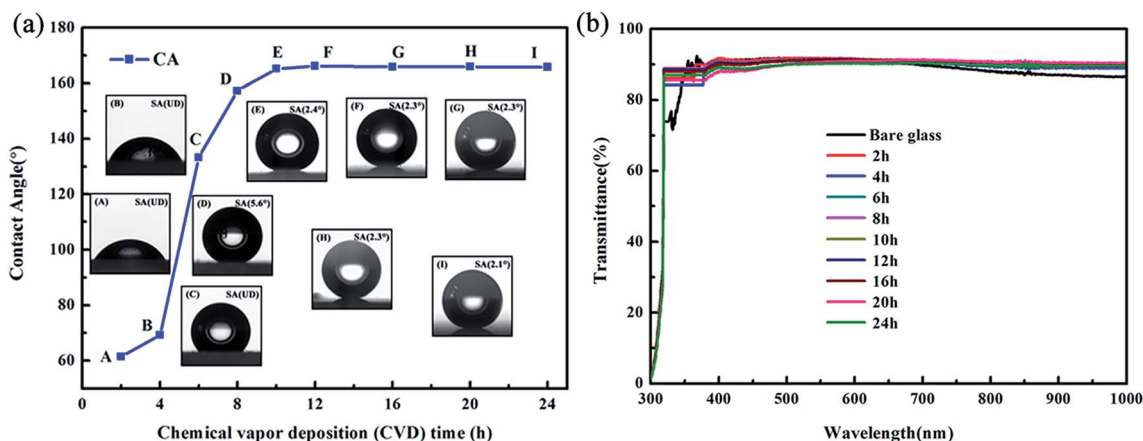 (a)
180
160
140
120
100
80
60
Contact Angle(°)
CA
A
B
C
D
E
F
G
H
I
(B) SA(UD)
(E) SA(2.4°)
(F) SA(2.3°)
(G) SA(2.3°)
(A) SA(UD)
(D) SA(5.6°)
(H) SA(2.3°)
(I) SA(2.1°)
(C) SA(UD)
0 4 8 12 16 20 24
Chemical vapor deposition (CVD) time (h)
(b)
100
80
60
40
20
0
Transmittance(%)
Bare glass
2h
4h
6h
8h
10h
12h
16h
20h
24h
300 400 500 600 700 800 900 1000
Wavelength(nm)